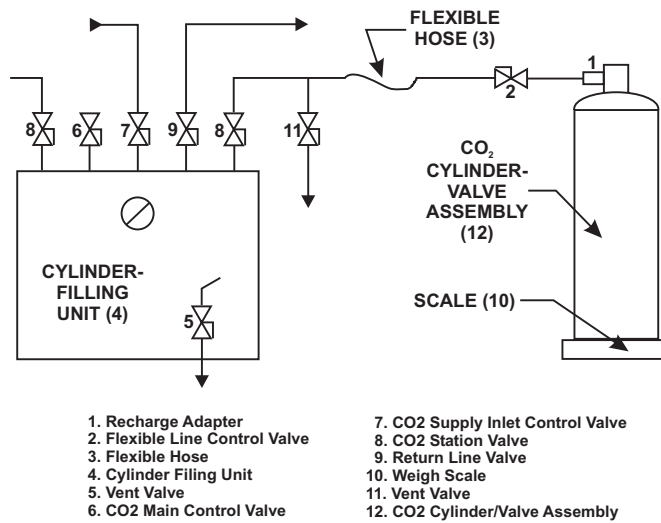 FLEXIBLE
HOSE (3)
1
2
8
6
7
9
8
11
CO₂
CYLINDER-
VALVE
ASSEMBLY
(12)
CYLINDER-
FILLING
UNIT (4)
5
SCALE (10)
1. Recharge Adapter
2. Flexible Line Control Valve
3. Flexible Hose
4. Cylinder Filing Unit
5. Vent Valve
6. CO2 Main Control Valve
7. CO2 Supply Inlet Control Valve
8. CO2 Station Valve
9. Return Line Valve
10. Weigh Scale
11. Vent Valve
12. CO2 Cylinder/Valve Assembly